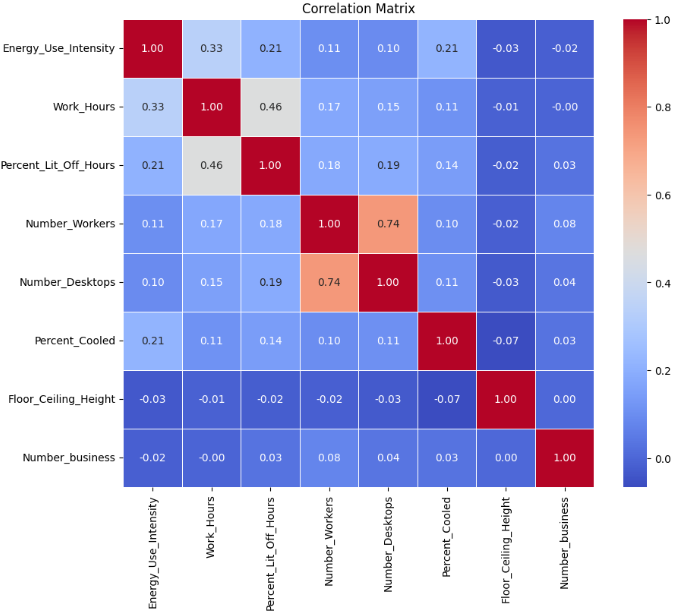 Correlation Matrix
Energy_Use_Intensity 1.00 0.33 0.21 0.11 0.10 0.21 -0.03 -0.02
Work_Hours 0.33 1.00 0.46 0.17 0.15 0.11 -0.01 -0.00
Percent_Lit_Off_Hours 0.21 0.46 1.00 0.18 0.19 0.14 -0.02 0.03
Number_Workers 0.11 0.17 0.18 1.00 0.74 0.10 -0.02 0.08
Number_Desktops 0.10 0.15 0.19 0.74 1.00 0.11 -0.03 0.04
Percent_Cooled 0.21 0.11 0.14 0.10 0.11 1.00 -0.07 0.03
Floor_Ceiling_Height -0.03 -0.01 -0.02 -0.02 -0.03 -0.07 1.00 0.00
Number_business -0.02 -0.00 0.03 0.08 0.04 0.03 0.00 1.00
Energy_Use_Intensity
Work_Hours
Percent_Lit_Off_Hours
Number_Workers
Number_Desktops
Percent_Cooled
Floor_Ceiling_Height
Number_business
1.0
0.8
0.6
0.4
0.2
0.0